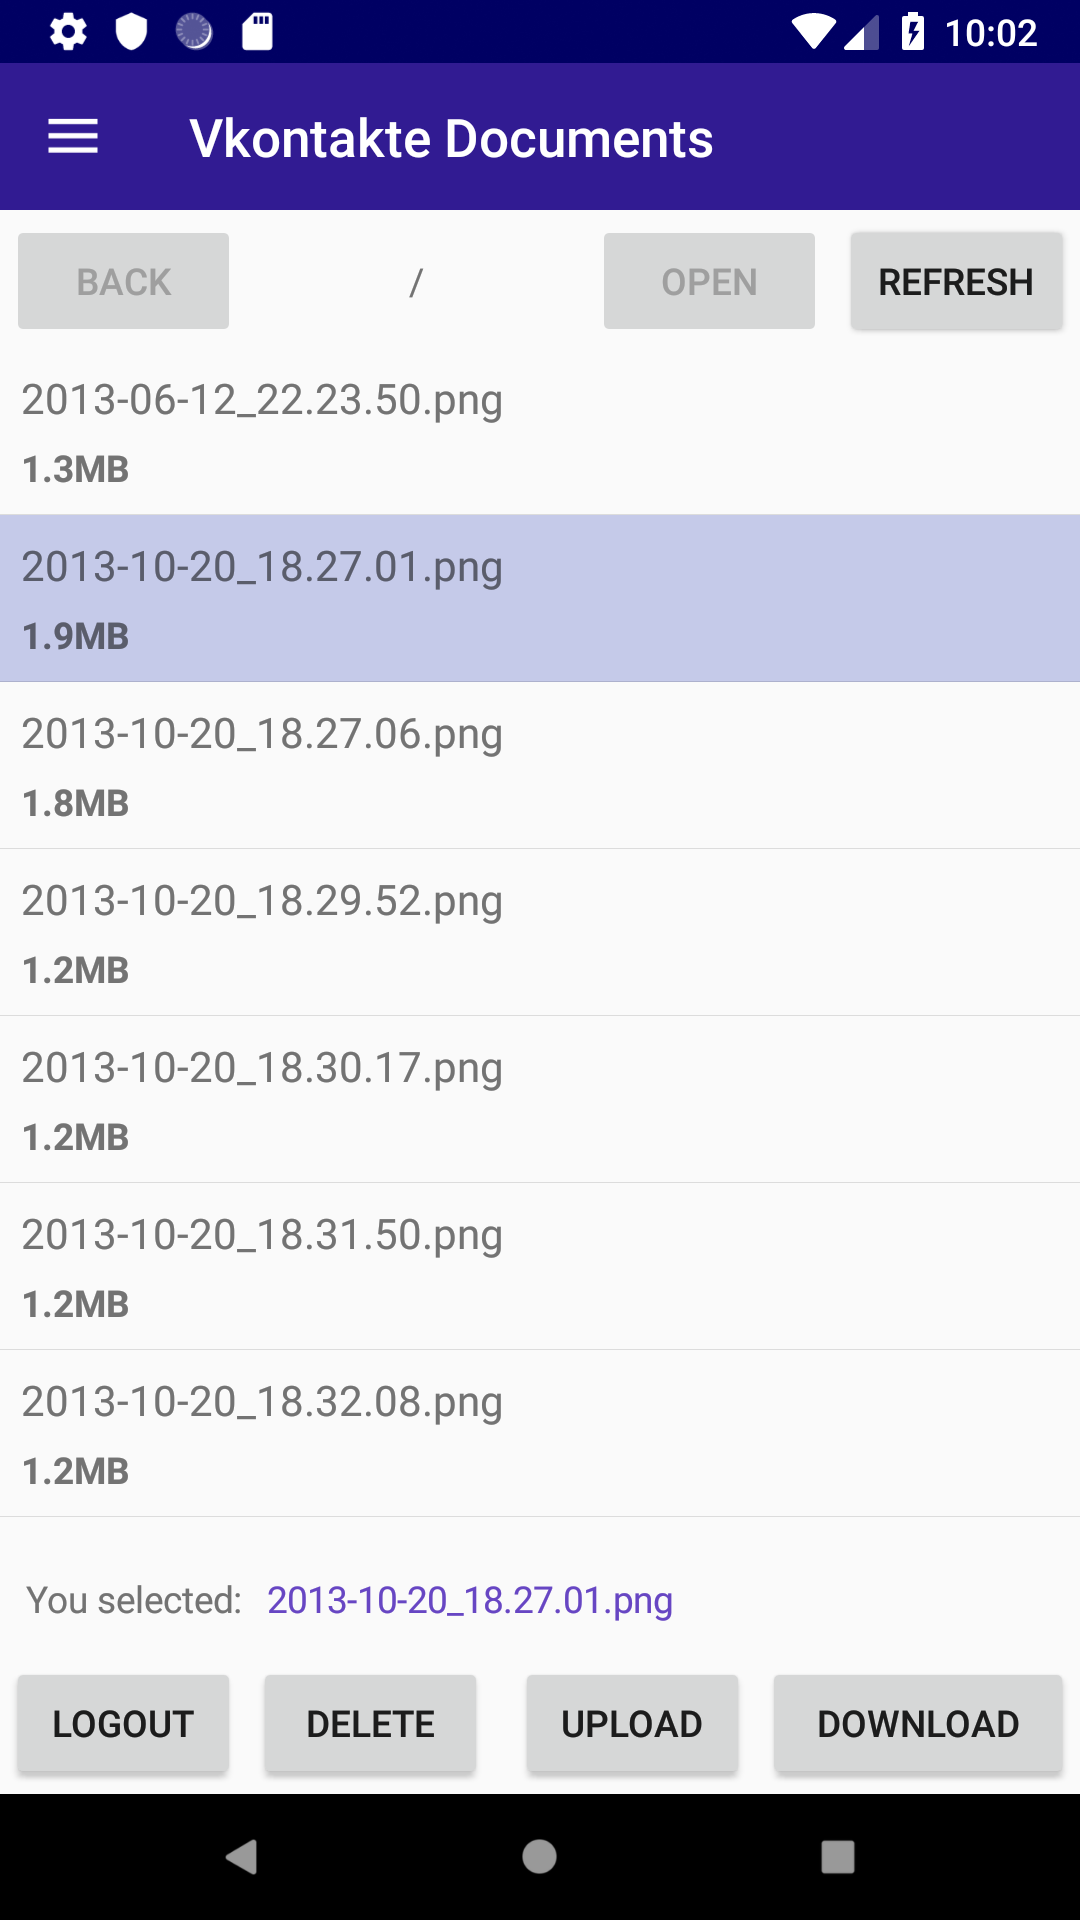 10:02
Vkontakte Documents
BACK / OPEN REFRESH
2013-06-12_22.23.50.png
1.3MB
2013-10-20_18.27.01.png
1.9MB
2013-10-20_18.27.06.png
1.8MB
2013-10-20_18.29.52.png
1.2MB
2013-10-20_18.30.17.png
1.2MB
2013-10-20_18.31.50.png
1.2MB
2013-10-20_18.32.08.png
1.2MB
You selected: 2013-10-20_18.27.01.png
LOGOUT DELETE UPLOAD DOWNLOAD